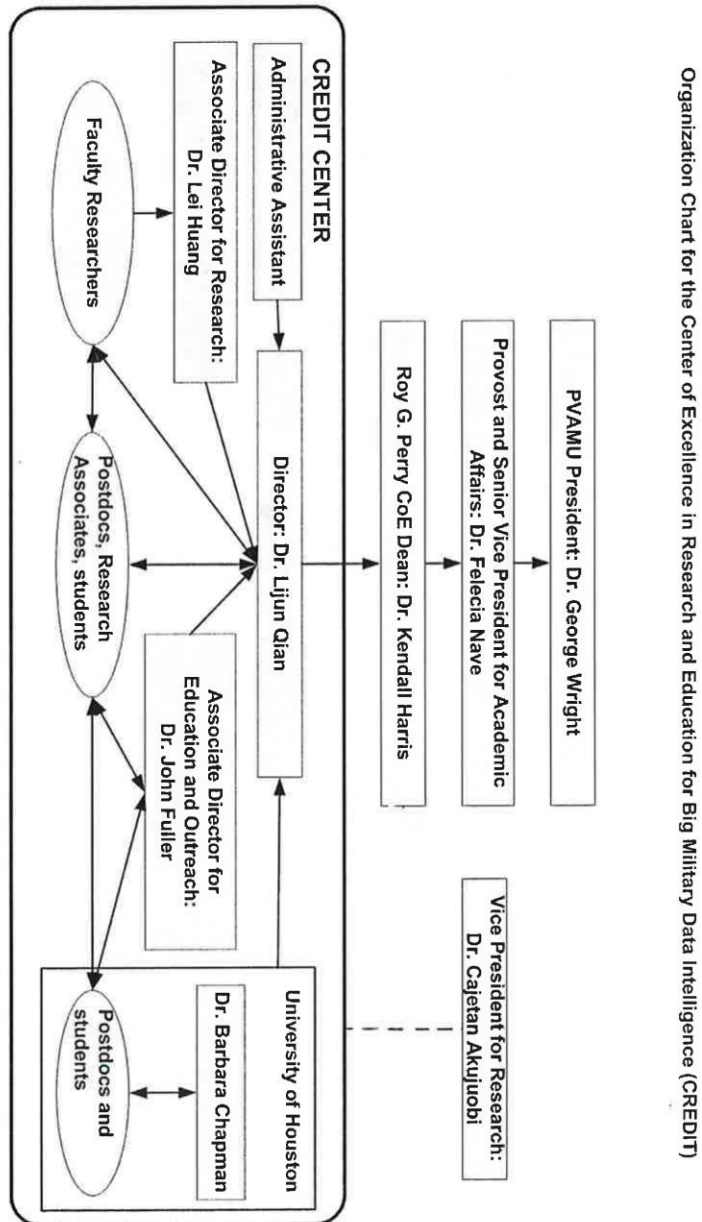 Organization Chart for the Center of Excellence in Research and Education for Big Military Data Intelligence (CREDIT)
PVAMU President: Dr. George Wright
Provost and Senior Vice President for Academic
Affairs: Dr. Felecia Nave
Vice President for Research:
Dr. Cajetan Akujuobi
Roy G. Perry CoE Dean: Dr. Kendall Harris
CREDIT CENTER
Administrative Assistant
Director: Dr. Lijun Qian
University of Houston
Associate Director for Research:
Dr. Lei Huang
Associate Director for
Education and Outreach:
Dr. John Fuller
Dr. Barbara Chapman
Faculty Researchers
Postdocs, Research
Associates, students
Postdocs and
students